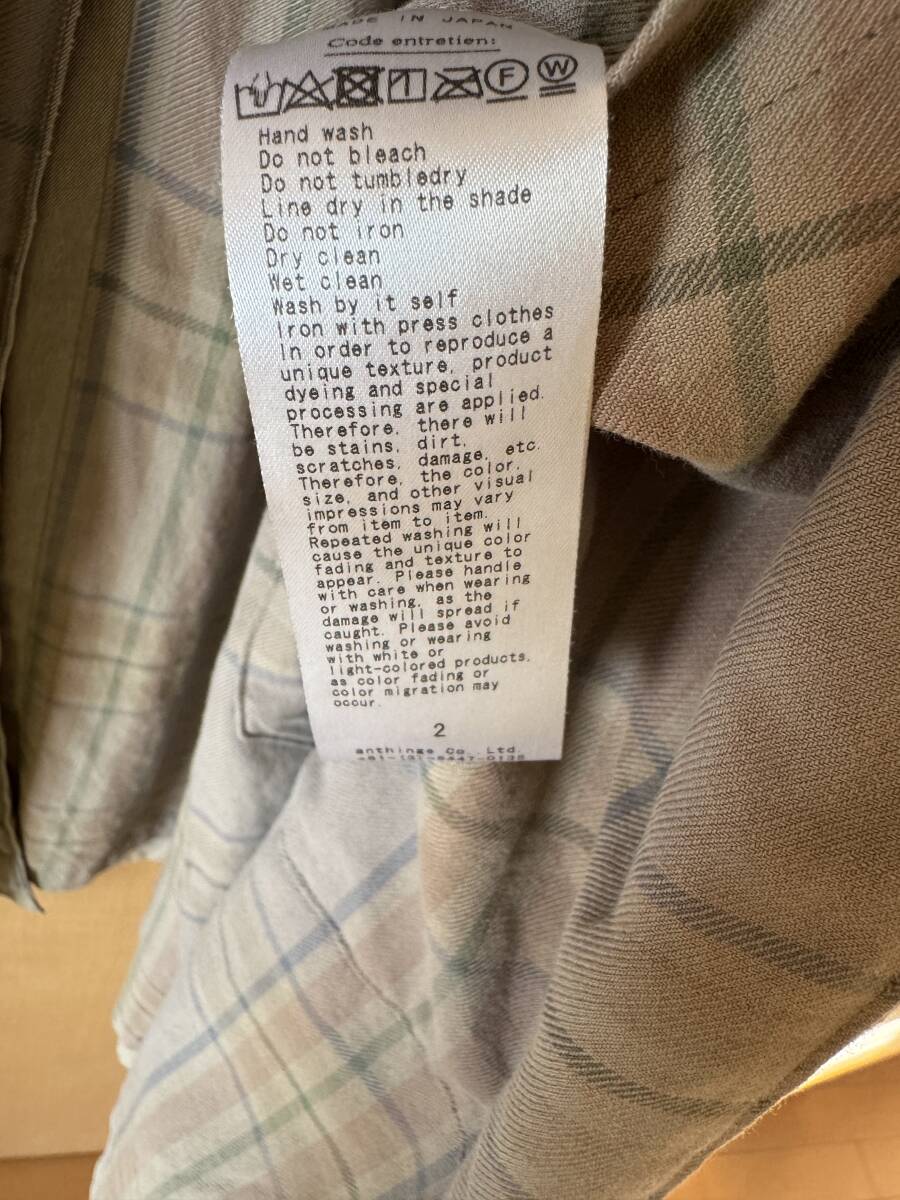 MADE IN JAPAN
Code entretien:
F W
Hand wash
Do not bleach
Do not tumbledry
Line dry in the shade
Do not iron
Dry clean
Wet clean
Wash by it self
Iron with press clothes
In order to reproduce a
unique texture, product
dyeing and special
processing are applied.
Therefore, there will
be stains, dirt,
scratches, damage, etc.
Therefore, the color,
size, and other visual
impressions may vary
from item to item.
Repeated washing will
cause the unique color
fading and texture to
appear. Please handle
with care when wearing
or washing, as the
damage will spread if
caught. Please avoid
washing or wearing
with white or
light-colored products,
as color fading or
color migration may
occur.
2
anthings Co., Ltd.